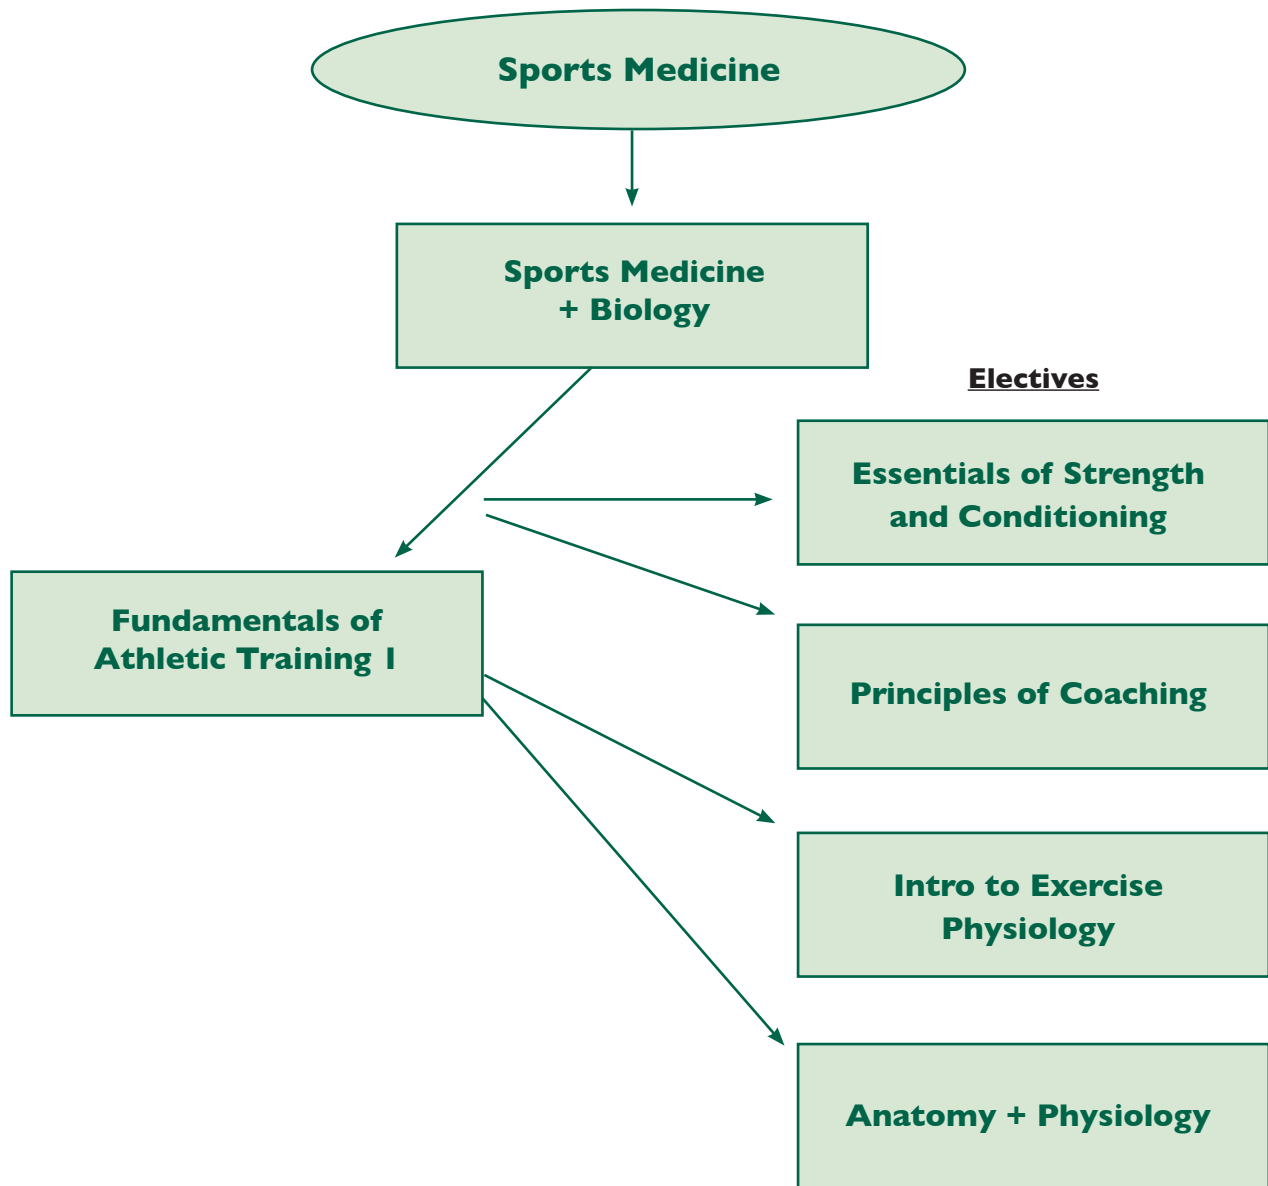 Sports Medicine
Sports Medicine
+ Biology
Electives
Essentials of Strength
and Conditioning
Fundamentals of
Athletic Training I
Principles of Coaching
Intro to Exercise
Physiology
Anatomy + Physiology